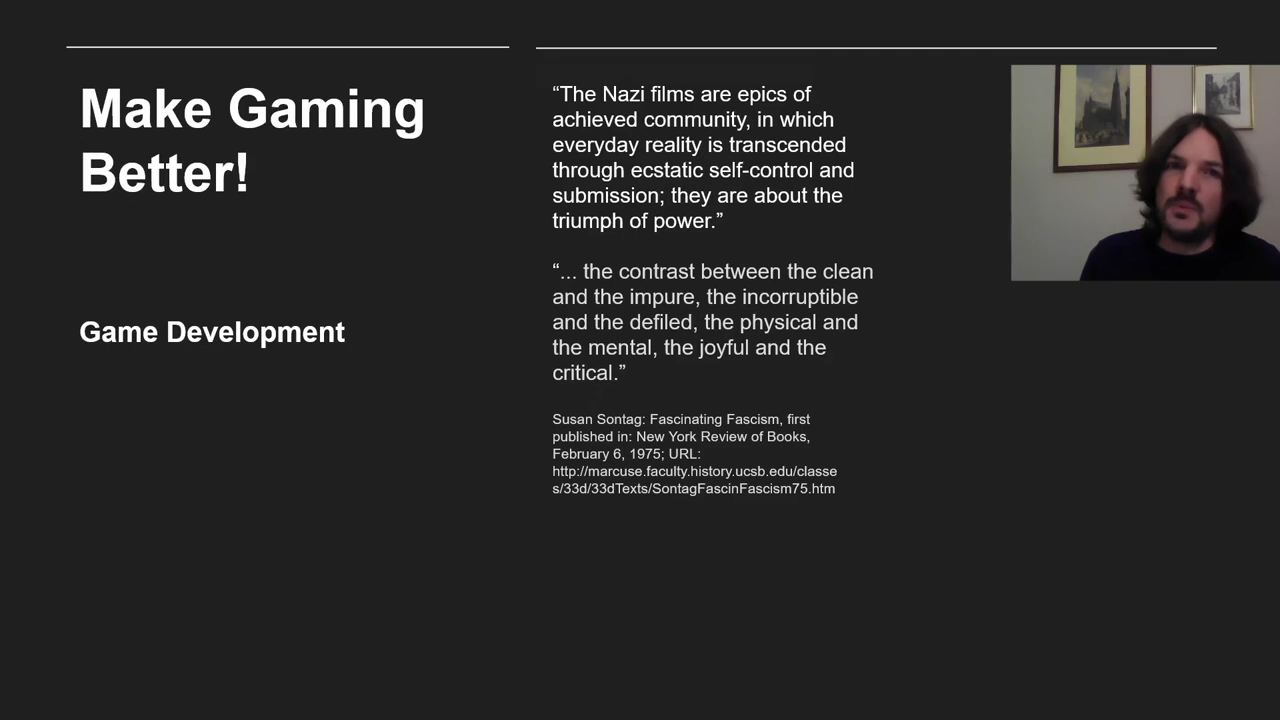 Make Gaming
Better!
Game Development
“The Nazi films are epics of
achieved community, in which
everyday reality is transcended
through ecstatic self-control and
submission; they are about the
triumph of power.”
“... the contrast between the clean
and the impure, the incorruptible
and the defiled, the physical and
the mental, the joyful and the
critical.”
Susan Sontag: Fascinating Fascism, first
published in: New York Review of Books,
February 6, 1975; URL:
http://marcuse.faculty.history.ucsb.edu/classe
s/33d/33dTexts/SontagFascinFascism75.htm